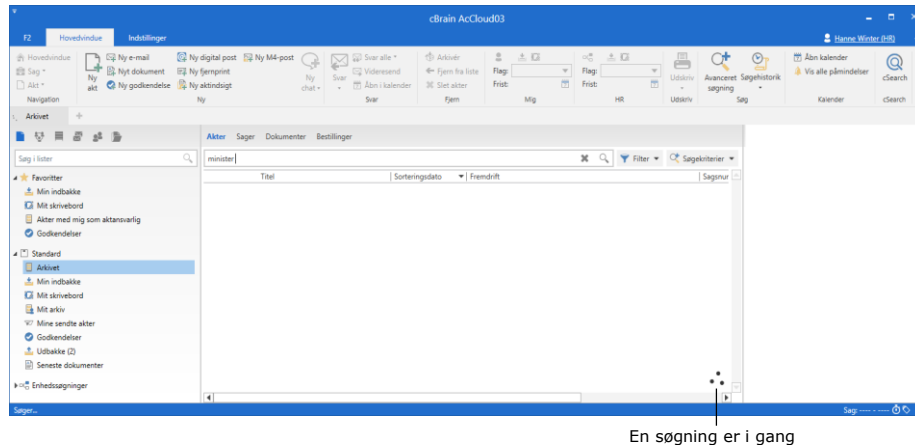 cBrain AcCloud03
F2 Hovedvindue Indstillinger Hanne Winter (HR)
Hovedvindue
Sag
Akt
Navigation
Ny akt
Ny e-mail
Nyt dokument
Ny godkendelse
Ny digital post
Ny fjernprint
Ny aktindsigt
Ny M4-post
Ny chat
Ny
Svar
Svar alle
Videresend
Åbn i kalender
Svar
Arkivér
Fjern fra liste
Slet akter
Fjern
Flag:
Frist:
Mig
Flag:
Frist:
HR
Udskriv
Udskriv
Avanceret søgning
Søgehistorik
Søg
Åbn kalender
Vis alle påmindelser
Kalender
cSearch
cSearch
Arkivet +
Søg i lister
Favoritter
Min indbakke
Mit skrivebord
Akter med mig som aktansvarlig
Godkendelser
Standard
Arkivet
Min indbakke
Mit skrivebord
Mit arkiv
Mine sendte akter
Godkendelser
Udbakke (2)
Seneste dokumenter
Enhedssøgninger
Akter Sager Dokumenter Bestillinger
minister
Filter
Søgekriterier
Titel Sorteringsdato Fremdrift Sagsnur
Søger.. Sag: ---- - ----
En søgning er i gang